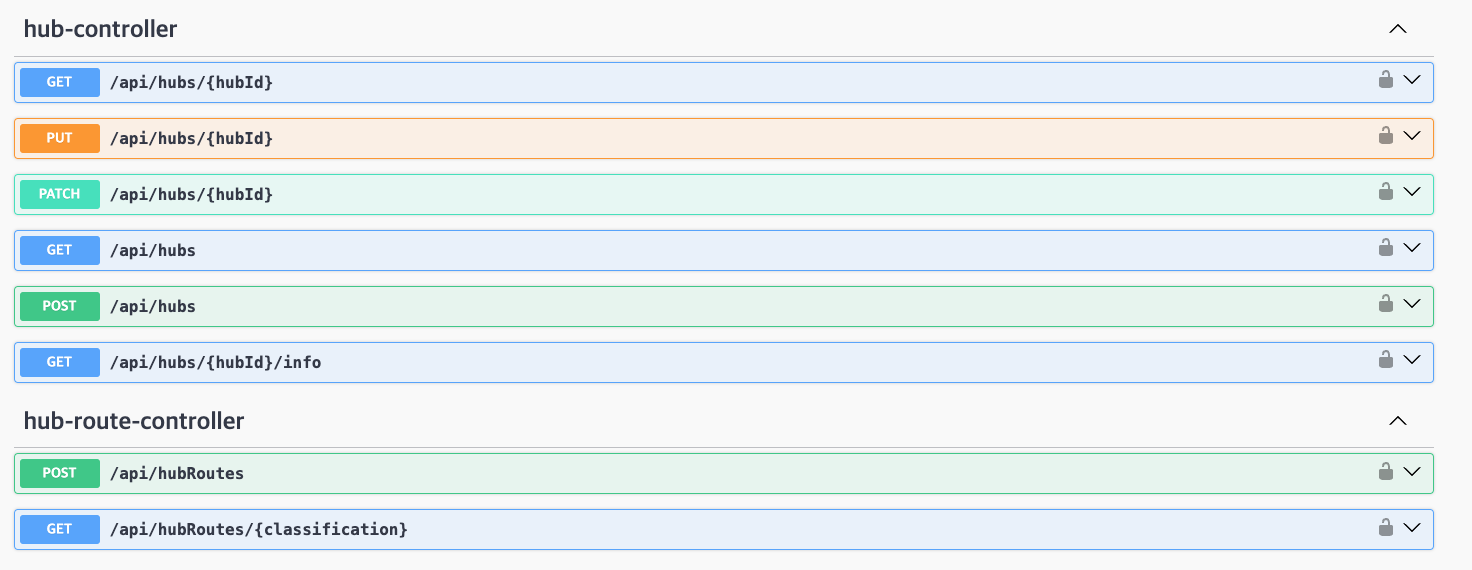 hub-controller
GET /api/hubs/{hubId}
PUT /api/hubs/{hubId}
PATCH /api/hubs/{hubId}
GET /api/hubs
POST /api/hubs
GET /api/hubs/{hubId}/info
hub-route-controller
POST /api/hubRoutes
GET /api/hubRoutes/{classification}